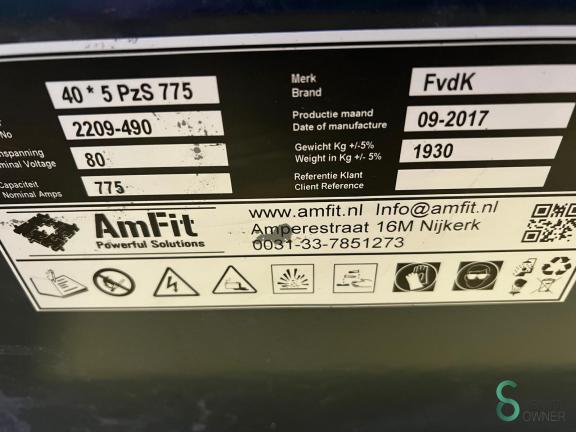 40 * 5 PzS 775
No 2209-490
Nominal Voltage 80
Capaciteit 775
Nominal Amps
Merk FvdK
Brand
Productie maand 09-2017
Date of manufacture
Gewicht Kg +/-5% 1930
Weight in Kg +/- 5%
Referentie Klant
Client Reference
AmFit
Powerful Solutions
www.amfit.nl Info@amfit.nl
Amperestraat 16M Nijkerk
0031-33-7851273
OWNER